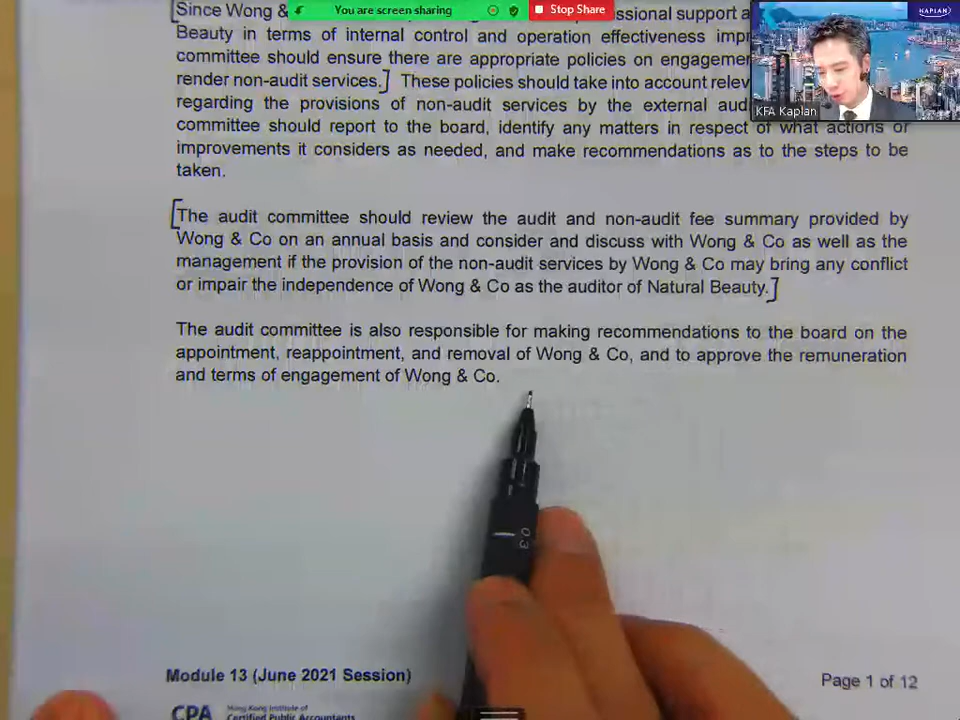 You are screen sharing
Stop Share
KAPLAN
KFA Kaplan
Since Wong & ssional support a
Beauty in terms of internal control and operation effectiveness impr
committee should ensure there are appropriate policies on engagemen
render non-audit services. These policies should take into account relev
regarding the provisions of non-audit services by the external aud
committee should report to the board, identify any matters in respect of what actions or
improvements it considers as needed, and make recommendations as to the steps to be
taken.
The audit committee should review the audit and non-audit fee summary provided by
Wong & Co on an annual basis and consider and discuss with Wong & Co as well as the
management if the provision of the non-audit services by Wong & Co may bring any conflict
or impair the independence of Wong & Co as the auditor of Natural Beauty.
The audit committee is also responsible for making recommendations to the board on the
appointment, reappointment, and removal of Wong & Co, and to approve the remuneration
and terms of engagement of Wong & Co.
0.3
Module 13 (June 2021 Session)
Page 1 of 12
CPA
Hong Kong Institute of
Certified Public Accountants